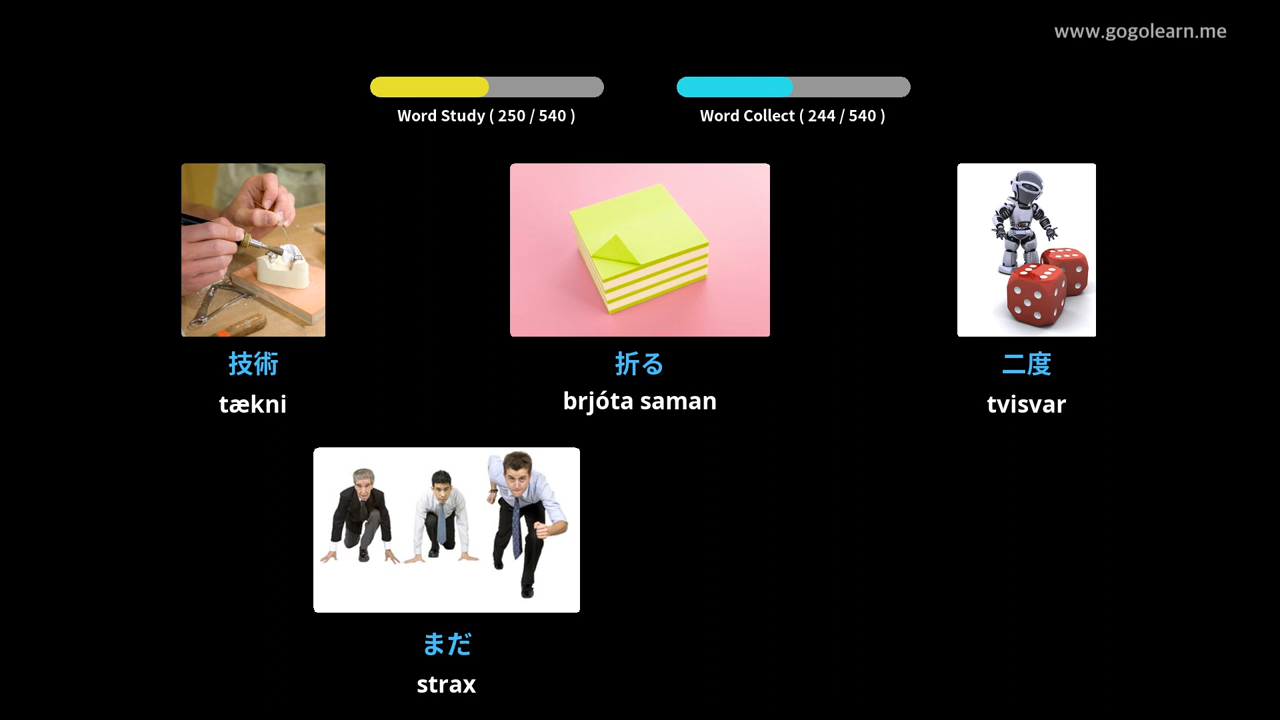 www.gogolearn.me
Word Study ( 250 / 540 )
Word Collect ( 244 / 540 )
技術
tækni
折る
brjóta saman
二度
tvisvar
まだ
strax